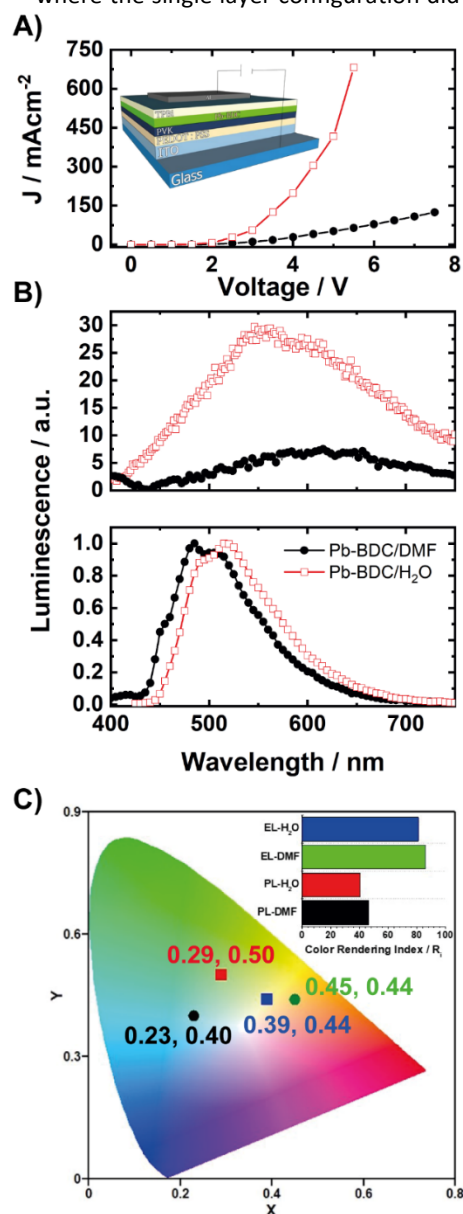 where the single layer configuration did
A)
J / mAcm⁻²
750
600
450
300
150
0
TPBi
PVK
PEDOT:PSS
ITO
Glass
0 2 4 6 8
Voltage / V
B)
Luminescence / a.u.
30
25
20
15
10
5
0
1.0
0.8
0.6
0.4
0.2
0
Pb-BDC/DMF
Pb-BDC/H₂O
400 500 600 700
Wavelength / nm
C)
0.9
0.6
0.3
0
Y
EL-H₂O
EL-DMF
PL-H₂O
PL-DMF
0 20 40 60 80 100
Color Rendering Index / Rᵢ
0.29, 0.50
0.45, 0.44
0.23, 0.40
0.39, 0.44
0 0.2 0.4 0.6 0.8
X